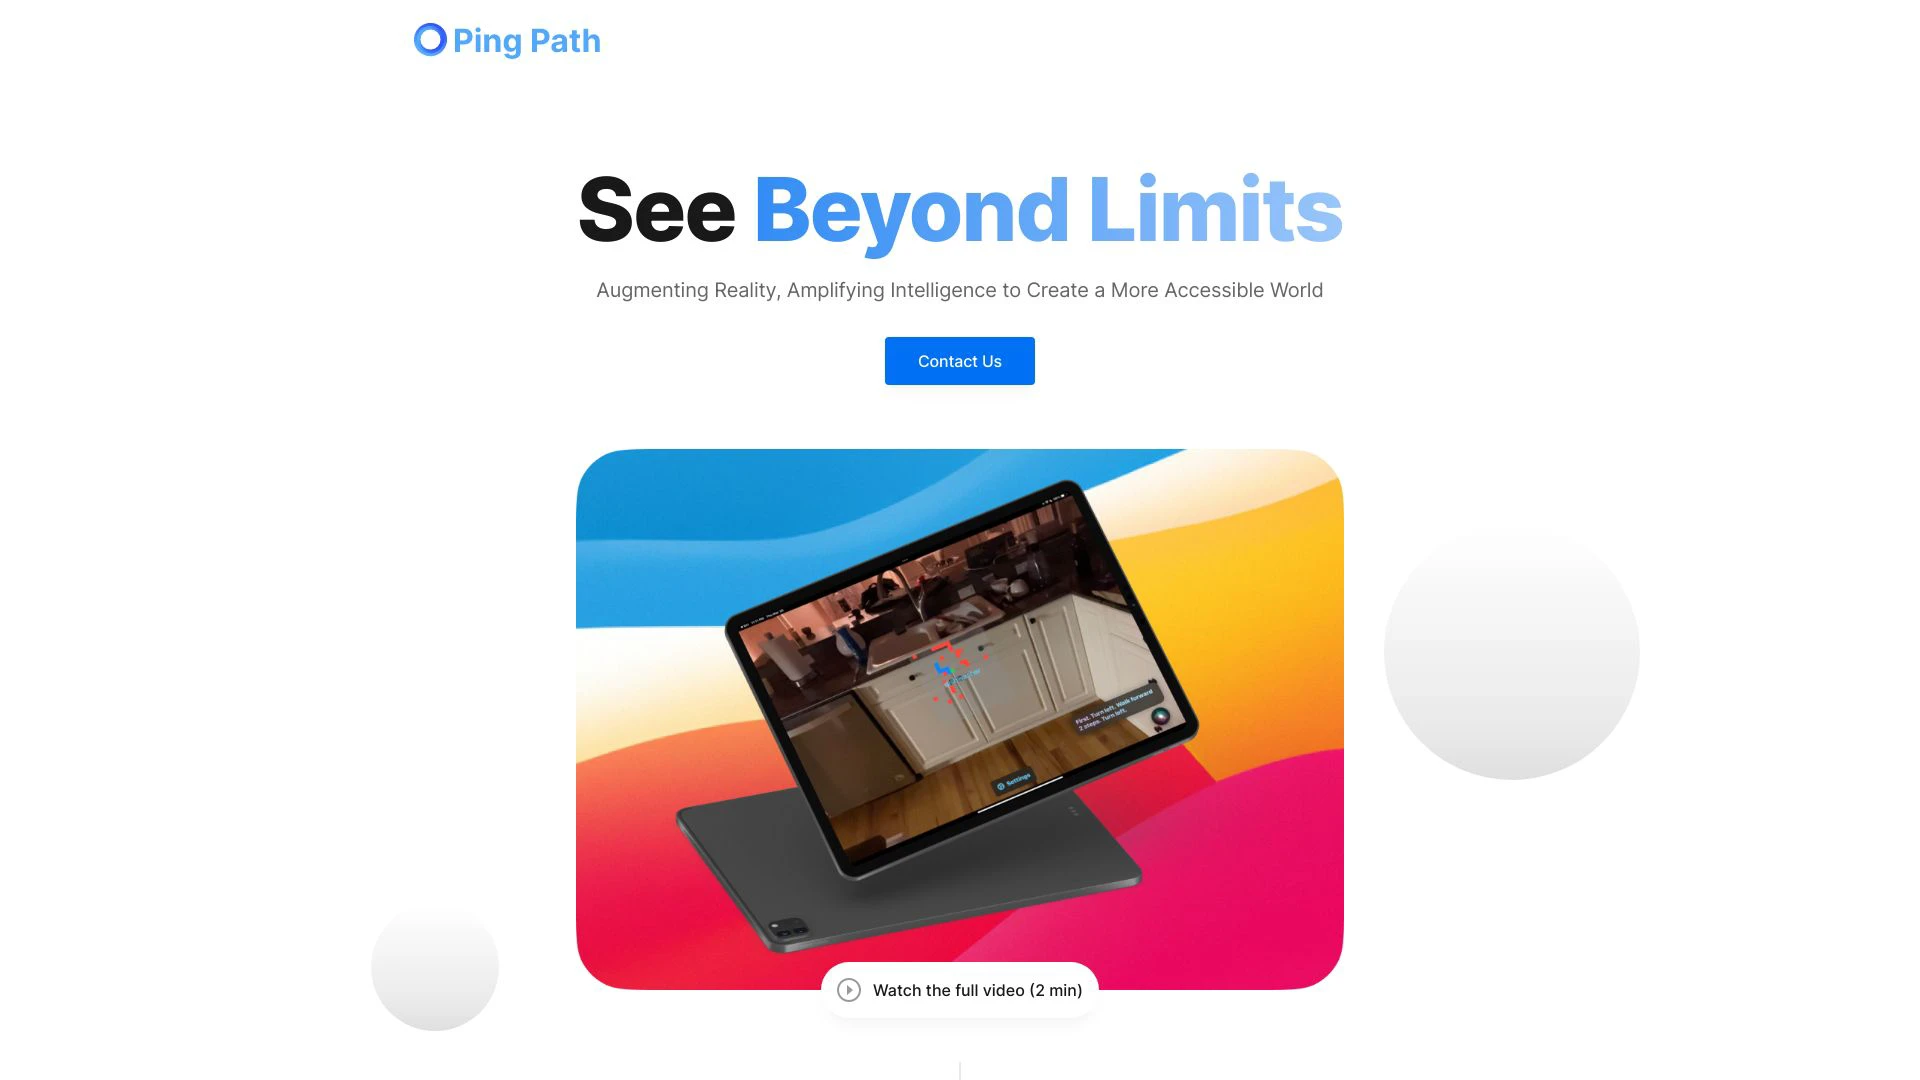 Ping Path
See Beyond Limits
Augmenting Reality, Amplifying Intelligence to Create a More Accessible World
Contact Us
First. Turn left. Walk forward
2 steps. Turn left.
Settings
Watch the full video (2 min)